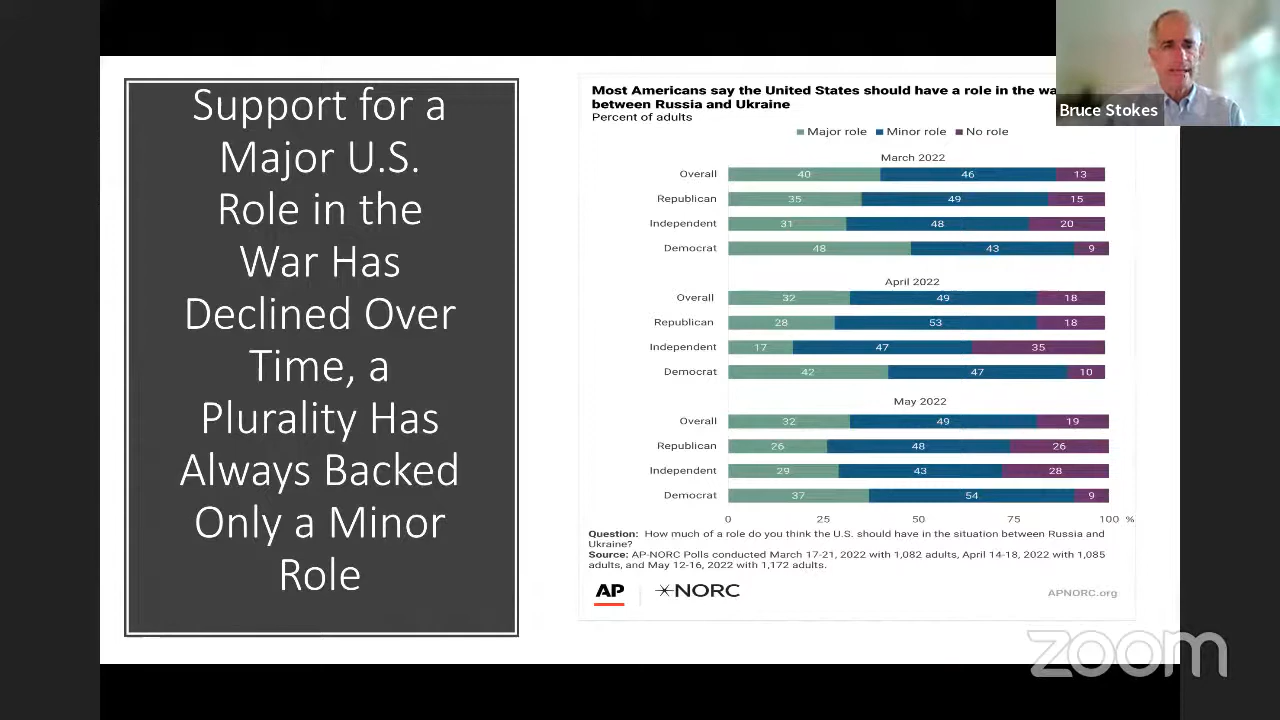 Support for a
Major U.S.
Role in the
War Has
Declined Over
Time, a
Plurality Has
Always Backed
Only a Minor
Role
Most Americans say the United States should have a role in the
between Russia and Ukraine
Percent of adults
Major role Minor role No role
March 2022
Overall 40 46 13
Republican 35 49 15
Independent 31 48 20
Democrat 48 43 9
April 2022
Overall 32 49 18
Republican 28 53 18
Independent 17 47 35
Democrat 42 47 10
May 2022
Overall 32 49 19
Republican 26 48 26
Independent 29 43 28
Democrat 37 54 9
0 25 50 75 100 %
Question: How much of a role do you think the U.S. should have in the situation between Russia and
Ukraine?
Source: AP-NORC Polls conducted March 17-21, 2022 with 1,082 adults, April 14-18, 2022 with 1,085
adults, and May 12-16, 2022 with 1,172 adults.
AP NORC APNORC.org
Bruce Stokes
zoom